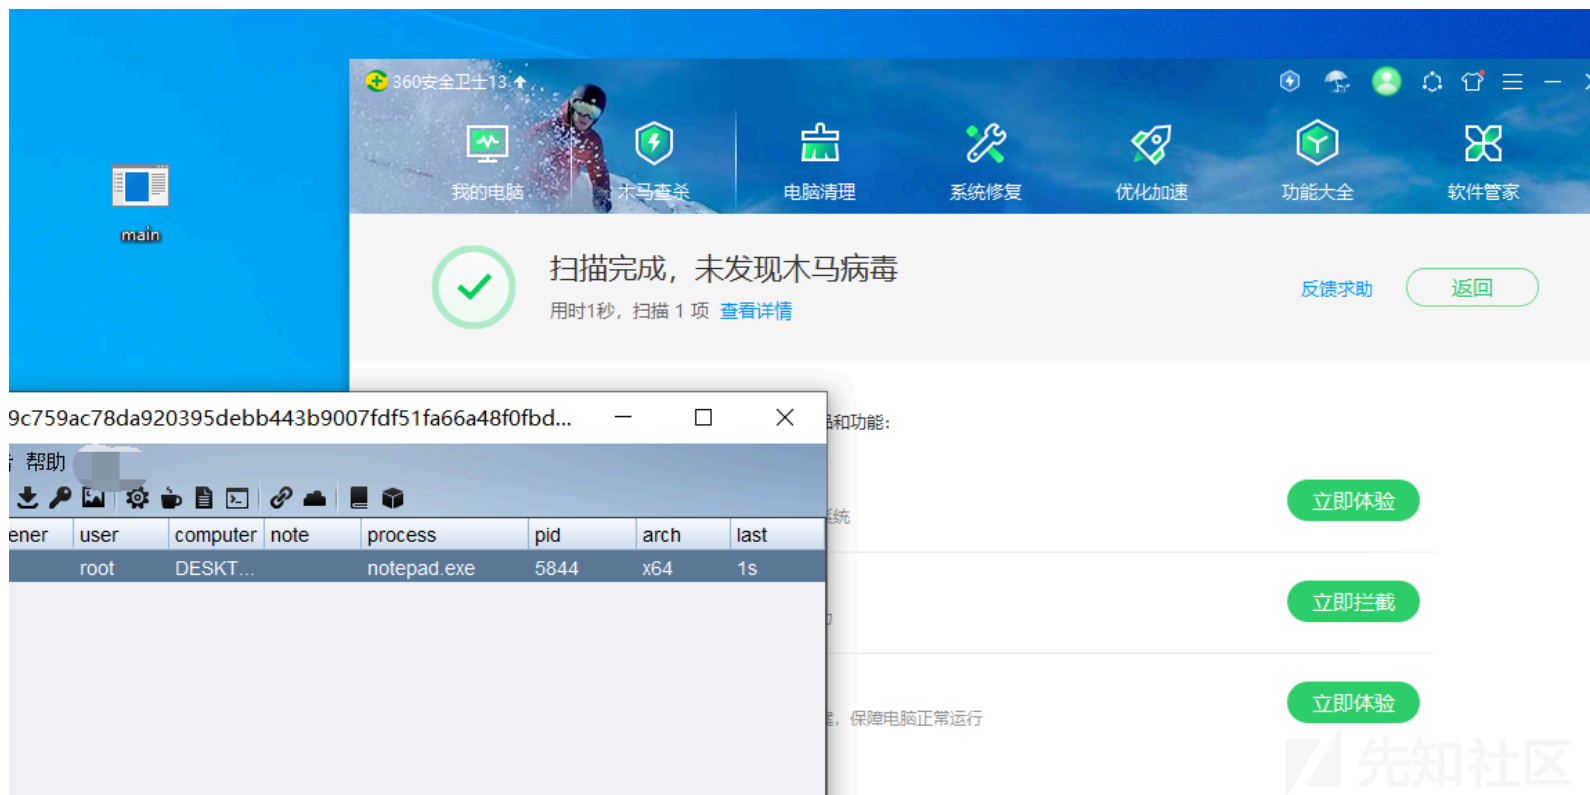 360安全卫士13
我的电脑 木马查杀 电脑清理 系统修复 优化加速 功能大全 软件管家
main
扫描完成，未发现木马病毒
用时1秒，扫描 1 项 查看详情
反馈求助
返回
9c759ac78da920395debb443b9007fdf51fa66a48f0fbd...
品和功能：
帮助
立即体验
系统
ener user computer note process pid arch last
root DESKT... notepad.exe 5844 x64 1s
立即拦截
立即体验
，保障电脑正常运行
先知社区